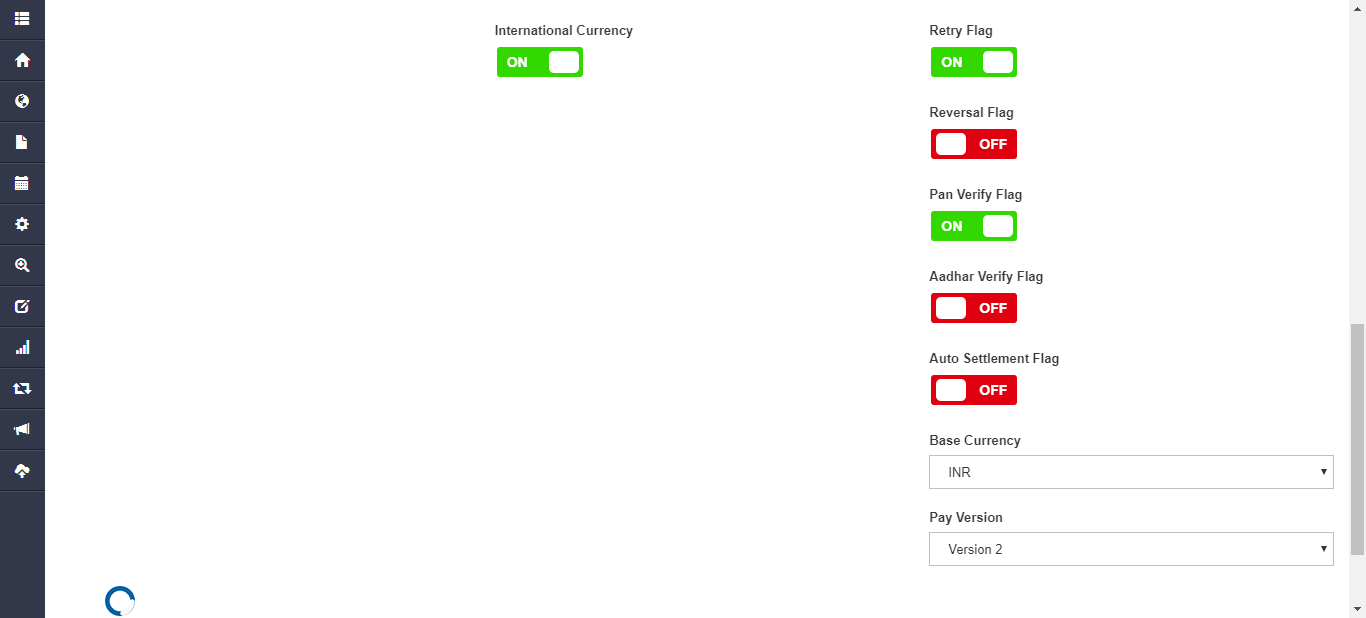 International Currency
ON
Retry Flag
ON
Reversal Flag
OFF
Pan Verify Flag
ON
Aadhar Verify Flag
OFF
Auto Settlement Flag
OFF
Base Currency
INR
Pay Version
Version 2